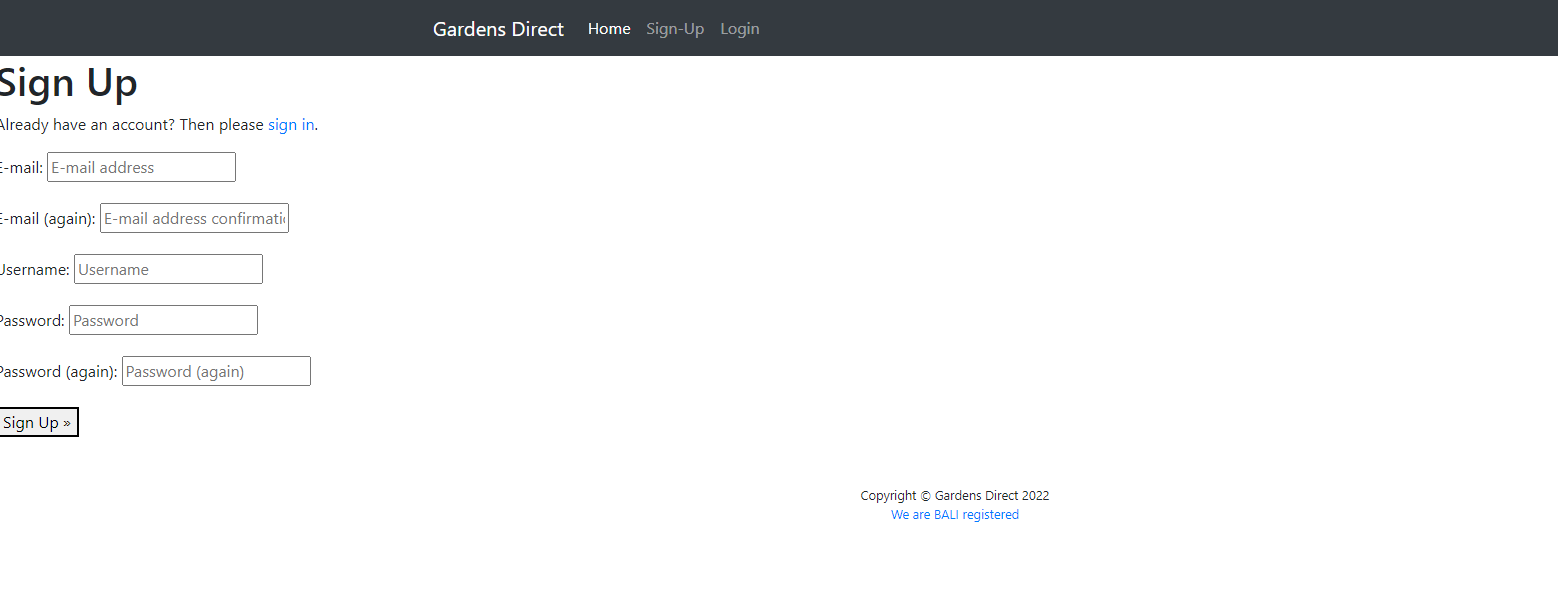 Gardens Direct Home Sign-Up Login
Sign Up
Already have an account? Then please sign in.
E-mail: E-mail address
E-mail (again): E-mail address confirmatic
Username: Username
Password: Password
Password (again): Password (again)
Sign Up »
Copyright © Gardens Direct 2022
We are BALI registered